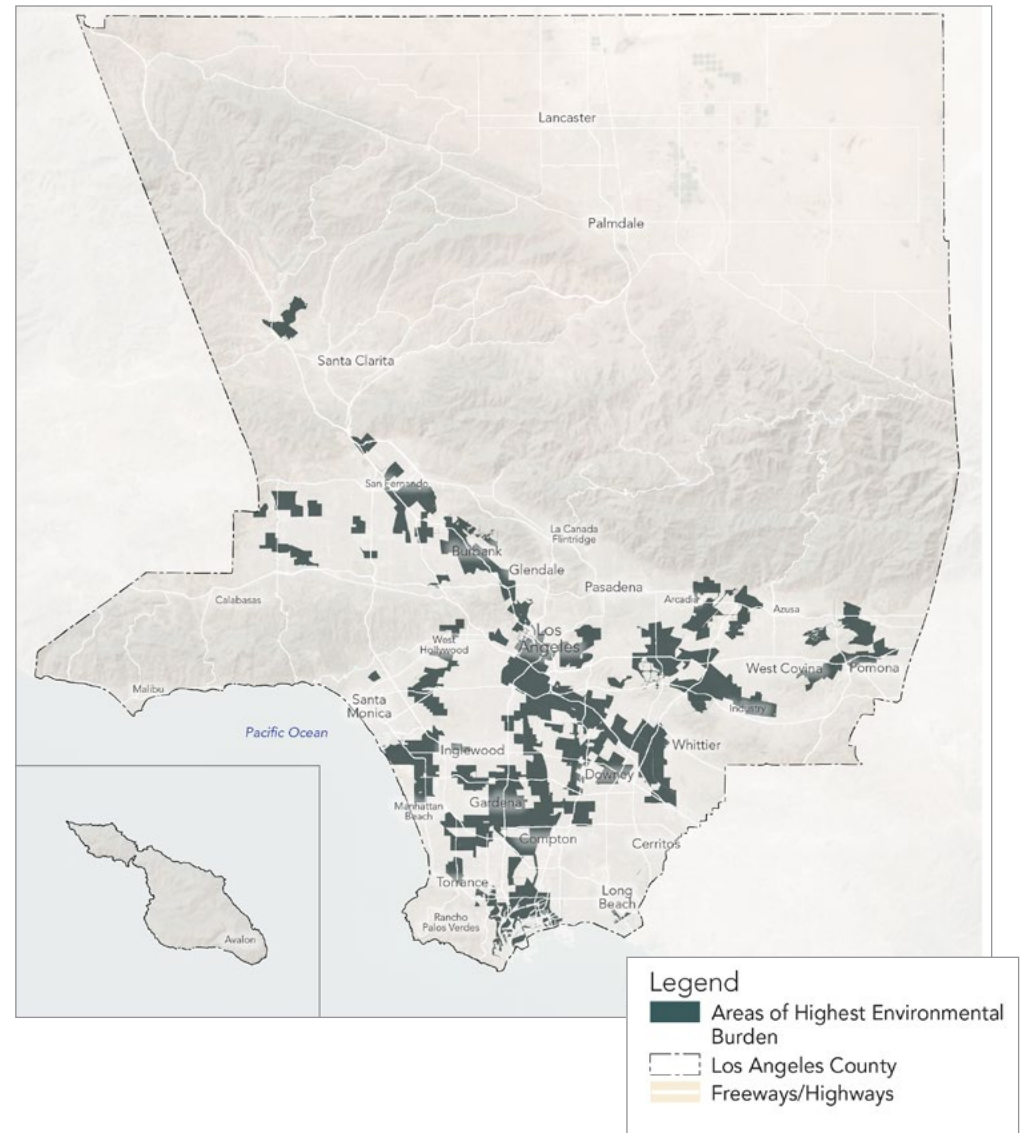 Lancaster
Palmdale
Santa Clarita
San Fernando
La Canada
Flintridge
Burbank
Glendale
Pasadena
Calabasas
Arcadia
Azusa
Los
Angeles
West
Hollywood
West Covina
Pomona
Malibu
Santa
Monica
Industry
Pacific Ocean
Inglewood
Whittier
Downey
Manhattan
Beach
Gardena
Compton
Cerritos
Torrance
Long
Beach
Rancho
Palos Verdes
Avalon
Legend
Areas of Highest Environmental
Burden
Los Angeles County
Freeways/Highways